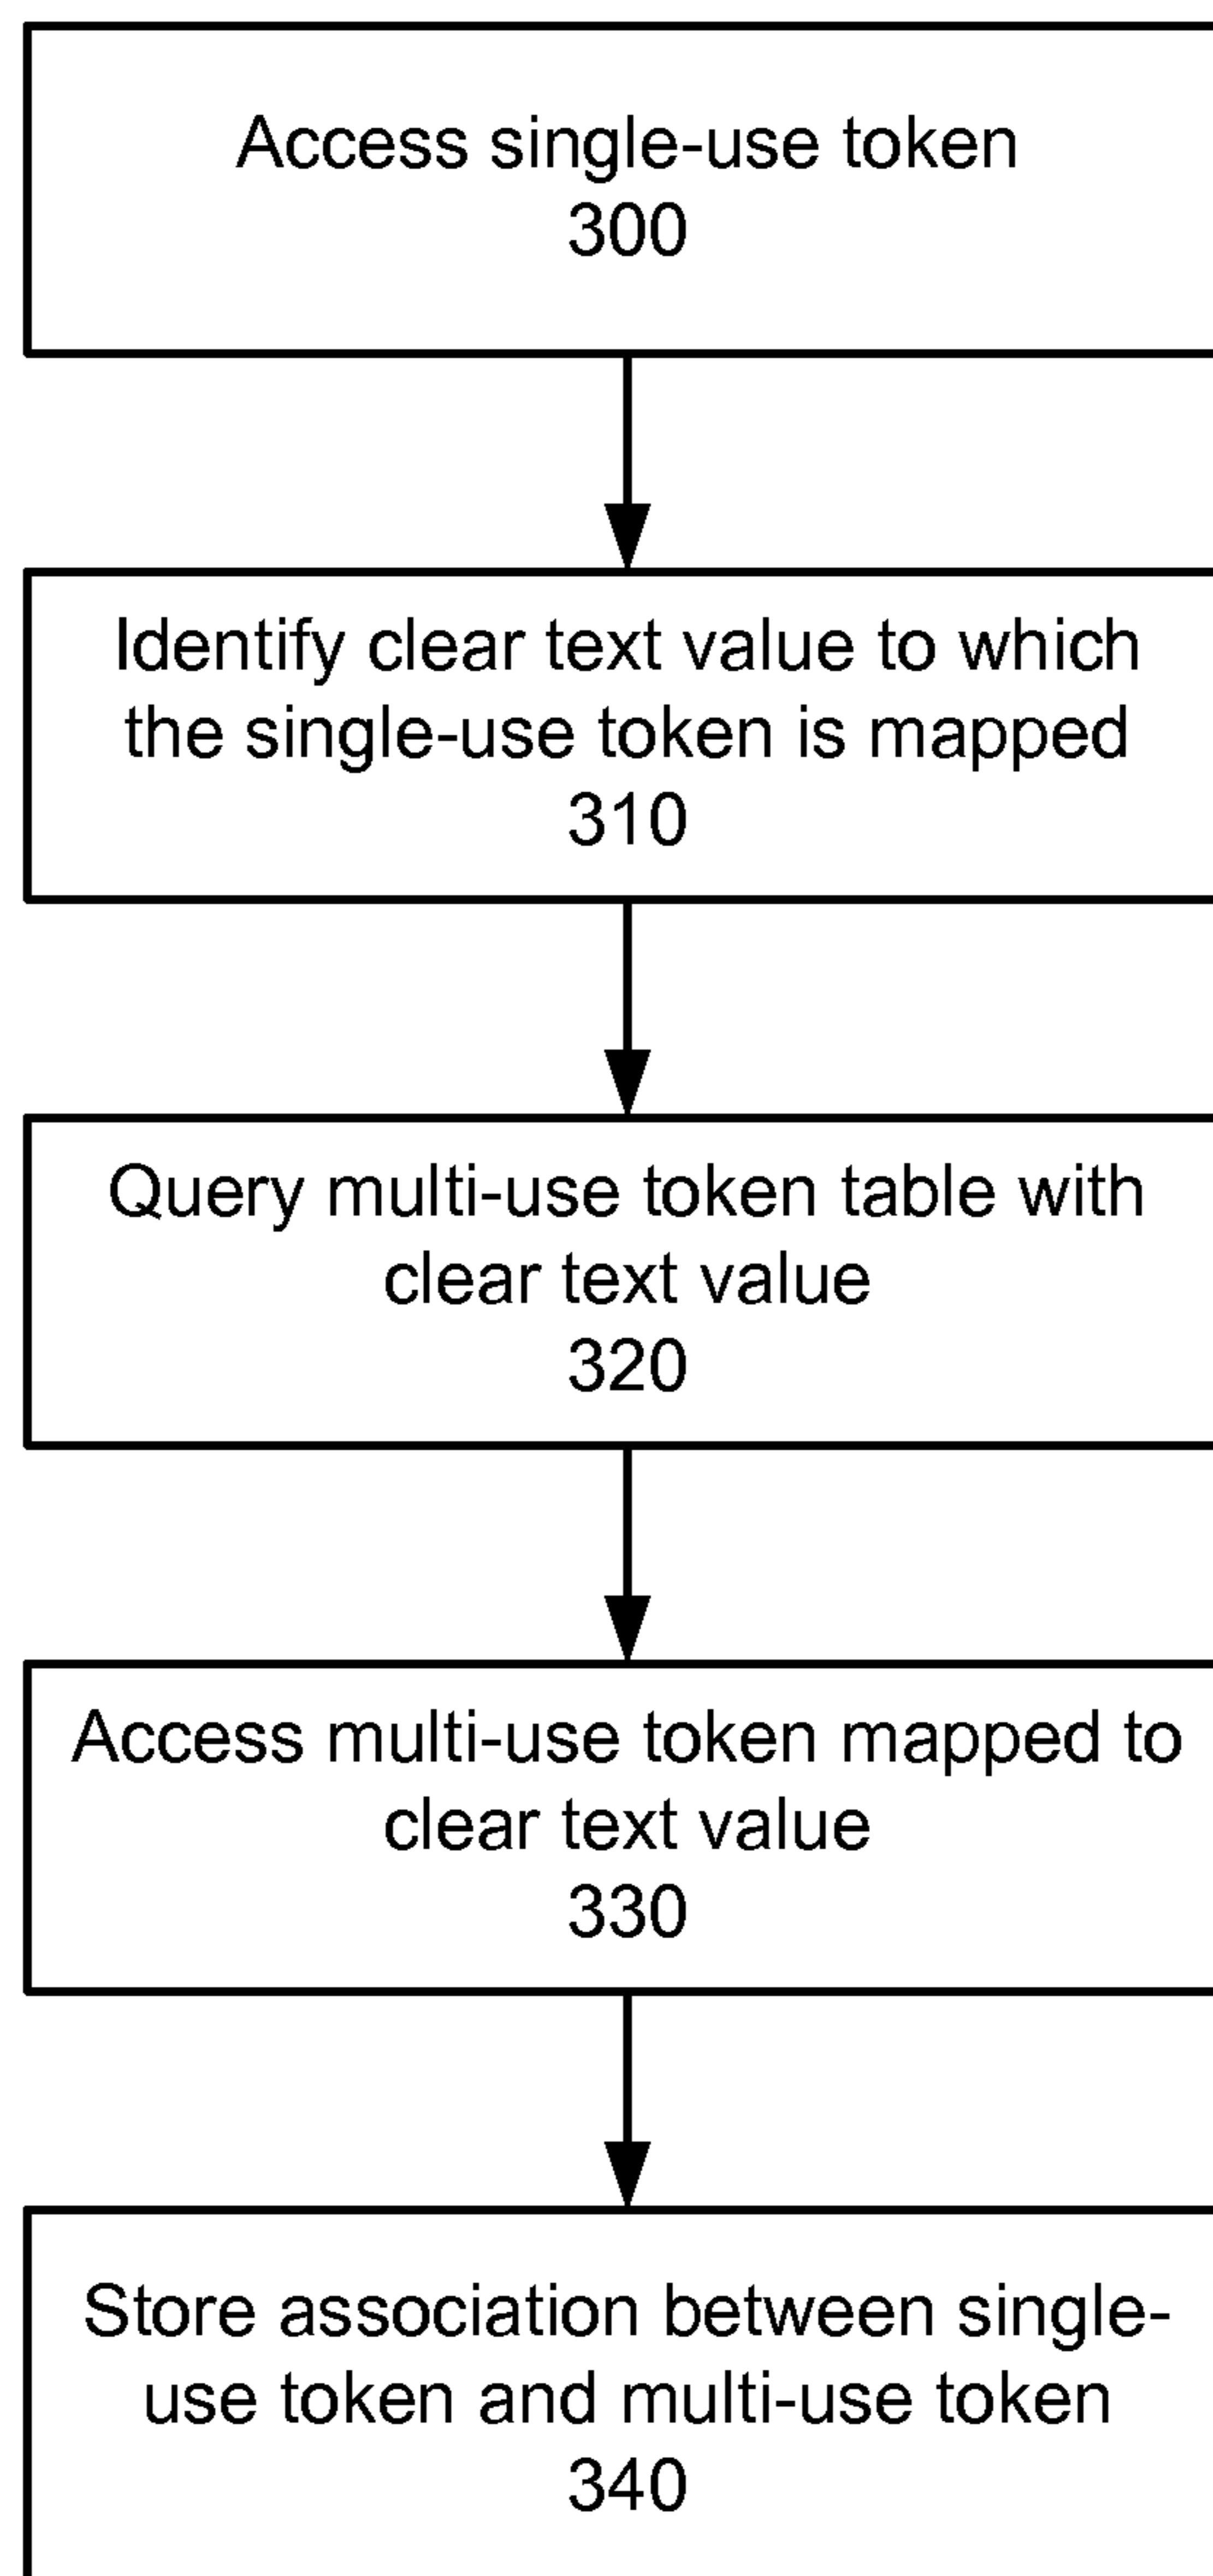 Access single-use token
300
Identify clear text value to which
the single-use token is mapped
310
Query multi-use token table with
clear text value
320
Access multi-use token mapped to
clear text value
330
Store association between single-
use token and multi-use token
340